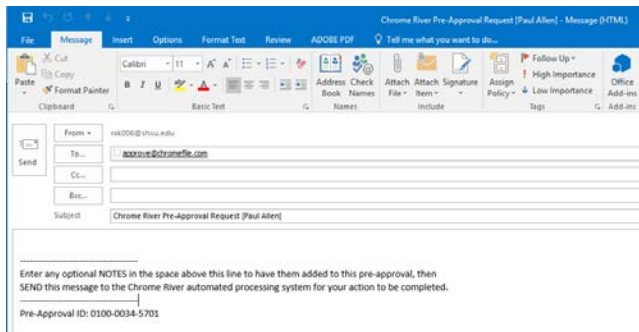 Chrome River Pre-Approval Request [Paul Allen] - Message (HTML)
File Message Insert Options Format Text Review ADOBE PDF Tell me what you want to do...
Paste
Cut
Copy
Format Painter
Clipboard
Calibri 11 A A
B I U A
Basic Text
Address Book
Check Names
Names
Attach File
Attach Item
Signature
Include
Assign Policy
Follow Up
! High Importance
Low Importance
Tags
Office Add-ins
Add-ins
Send
From
To... approve@chromefile.com
Cc...
Bcc...
Subject Chrome River Pre-Approval Request [Paul Allen]
Enter any optional NOTES in the space above this line to have them added to this pre-approval, then
SEND this message to the Chrome River automated processing system for your action to be completed.
Pre-Approval ID: 0100-0034-5701